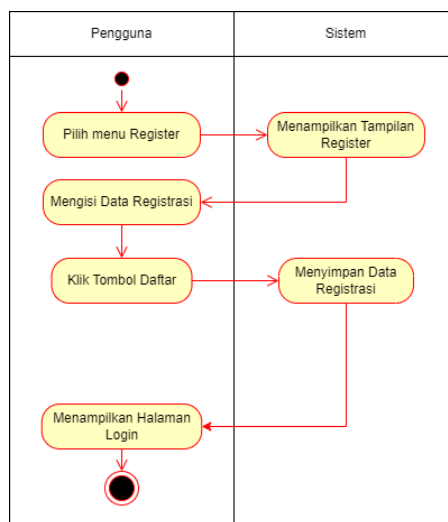 Pengguna
Sistem
Pilih menu Register
Menampilkan Tampilan
Register
Mengisi Data Registrasi
Klik Tombol Daftar
Menyimpan Data
Registrasi
Menampilkan Halaman
Login